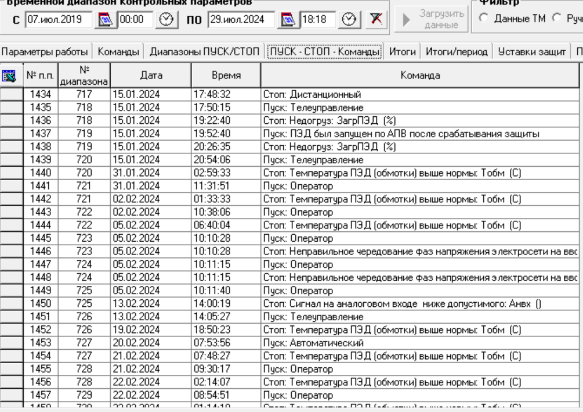 Временной диапазон контрольных параметров
Фильтр
С 07.июл.2019 00:00 ПО 29.июл.2024 18:18 Загрузить данные Данные ТМ
Параметры работы Команды Диапазоны ПУСК/СТОП ПУСК - СТОП - Команды Итоги Итоги/период Уставки защит
№ п.п. № диапазона Дата Время Команда
1434 717 15.01.2024 17:48:32 Стоп: Дистанционный
1435 718 15.01.2024 17:50:15 Пуск: Телеуправление
1436 718 15.01.2024 19:22:40 Стоп: Недогруз: ЗагрПЭД (%)
1437 719 15.01.2024 19:52:40 Пуск: ПЭД был запущен по АПВ после срабатывания защиты
1438 719 15.01.2024 20:26:35 Стоп: Недогруз: ЗагрПЭД (%)
1439 720 15.01.2024 20:54:06 Пуск: Телеуправление
1440 720 31.01.2024 02:59:33 Стоп: Температура ПЭД (обмотки) выше нормы: Тобм (С)
1441 721 31.01.2024 11:31:51 Пуск: Оператор
1442 721 02.02.2024 01:33:33 Стоп: Температура ПЭД (обмотки) выше нормы: Тобм (С)
1443 722 02.02.2024 10:38:06 Пуск: Оператор
1444 722 05.02.2024 06:40:04 Стоп: Температура ПЭД (обмотки) выше нормы: Тобм (С)
1445 723 05.02.2024 10:10:28 Пуск: Оператор
1446 723 05.02.2024 10:10:28 Стоп: Неправильное чередование фаз напряжения электросети на ввс
1447 724 05.02.2024 10:11:15 Пуск: Оператор
1448 724 05.02.2024 10:11:15 Стоп: Неправильное чередование фаз напряжения электросети на ввс
1449 725 05.02.2024 10:11:40 Пуск: Оператор
1450 725 13.02.2024 14:00:19 Стоп: Сигнал на аналоговом входе ниже допустимого: Анвх ()
1451 726 13.02.2024 14:05:27 Пуск: Телеуправление
1452 726 19.02.2024 18:50:23 Стоп: Температура ПЭД (обмотки) выше нормы: Тобм (С)
1453 727 20.02.2024 07:53:56 Пуск: Автоматический
1454 727 21.02.2024 07:48:27 Стоп: Температура ПЭД (обмотки) выше нормы: Тобм (С)
1455 728 21.02.2024 09:30:17 Пуск: Оператор
1456 728 22.02.2024 02:14:07 Стоп: Температура ПЭД (обмотки) выше нормы: Тобм (С)
1457 729 22.02.2024 08:54:51 Пуск: Оператор